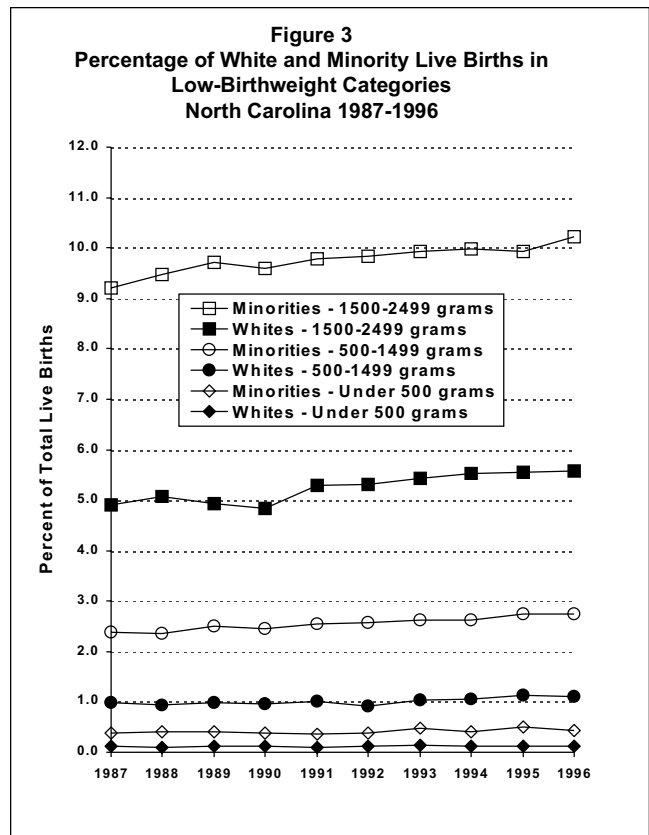 Figure 3
Percentage of White and Minority Live Births in
Low-Birthweight Categories
North Carolina 1987-1996
Percent of Total Live Births
12.0
11.0
10.0
9.0
8.0
7.0
6.0
5.0
4.0
3.0
2.0
1.0
0.0
Minorities - 1500-2499 grams
Whites - 1500-2499 grams
Minorities - 500-1499 grams
Whites - 500-1499 grams
Minorities - Under 500 grams
Whites - Under 500 grams
1987 1988 1989 1990 1991 1992 1993 1994 1995 1996